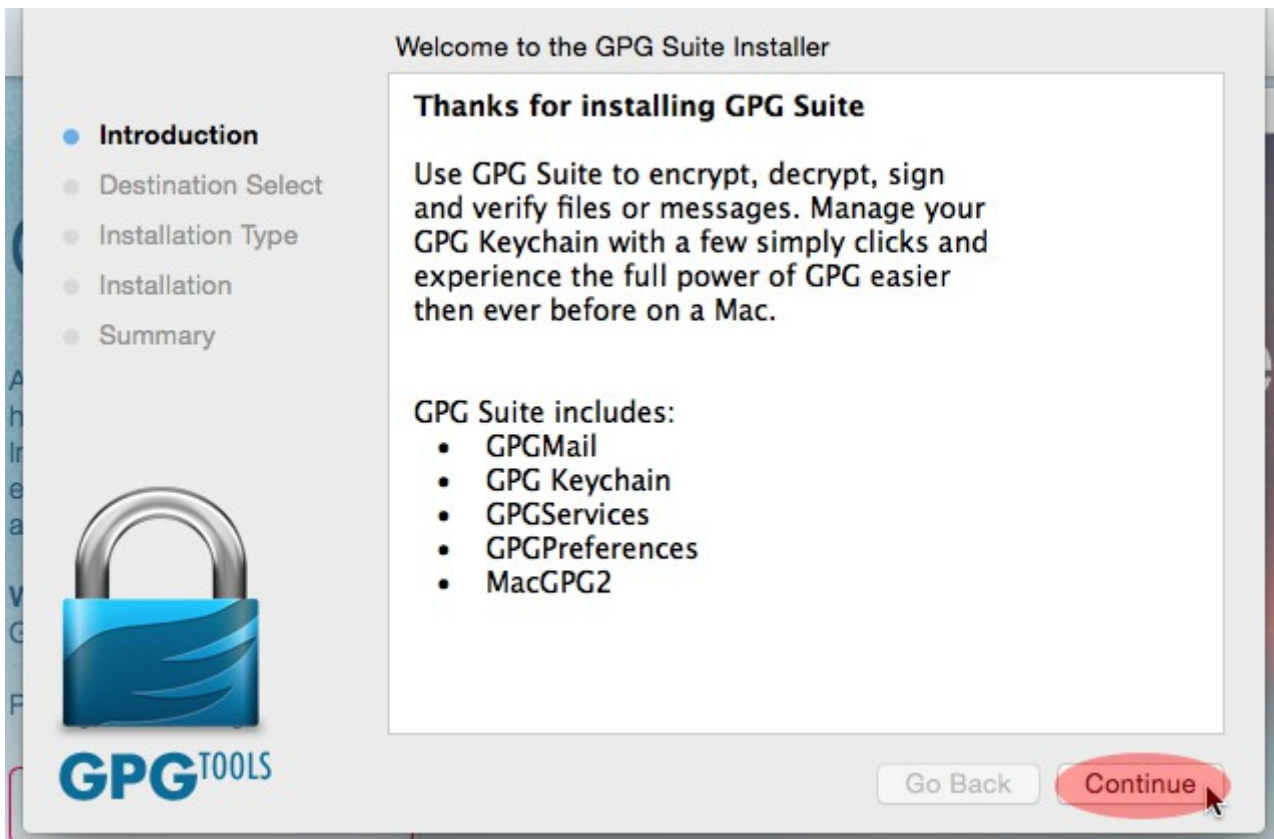 Welcome to the GPG Suite Installer
Introduction
Destination Select
Installation Type
Installation
Summary
Thanks for installing GPG Suite
Use GPG Suite to encrypt, decrypt, sign
and verify files or messages. Manage your
GPG Keychain with a few simply clicks and
experience the full power of GPG easier
then ever before on a Mac.
GPG Suite includes:
• GPGMail
• GPG Keychain
• GPGServices
• GPGPreferences
• MacGPG2
GPGTOOLS
Go Back
Continue